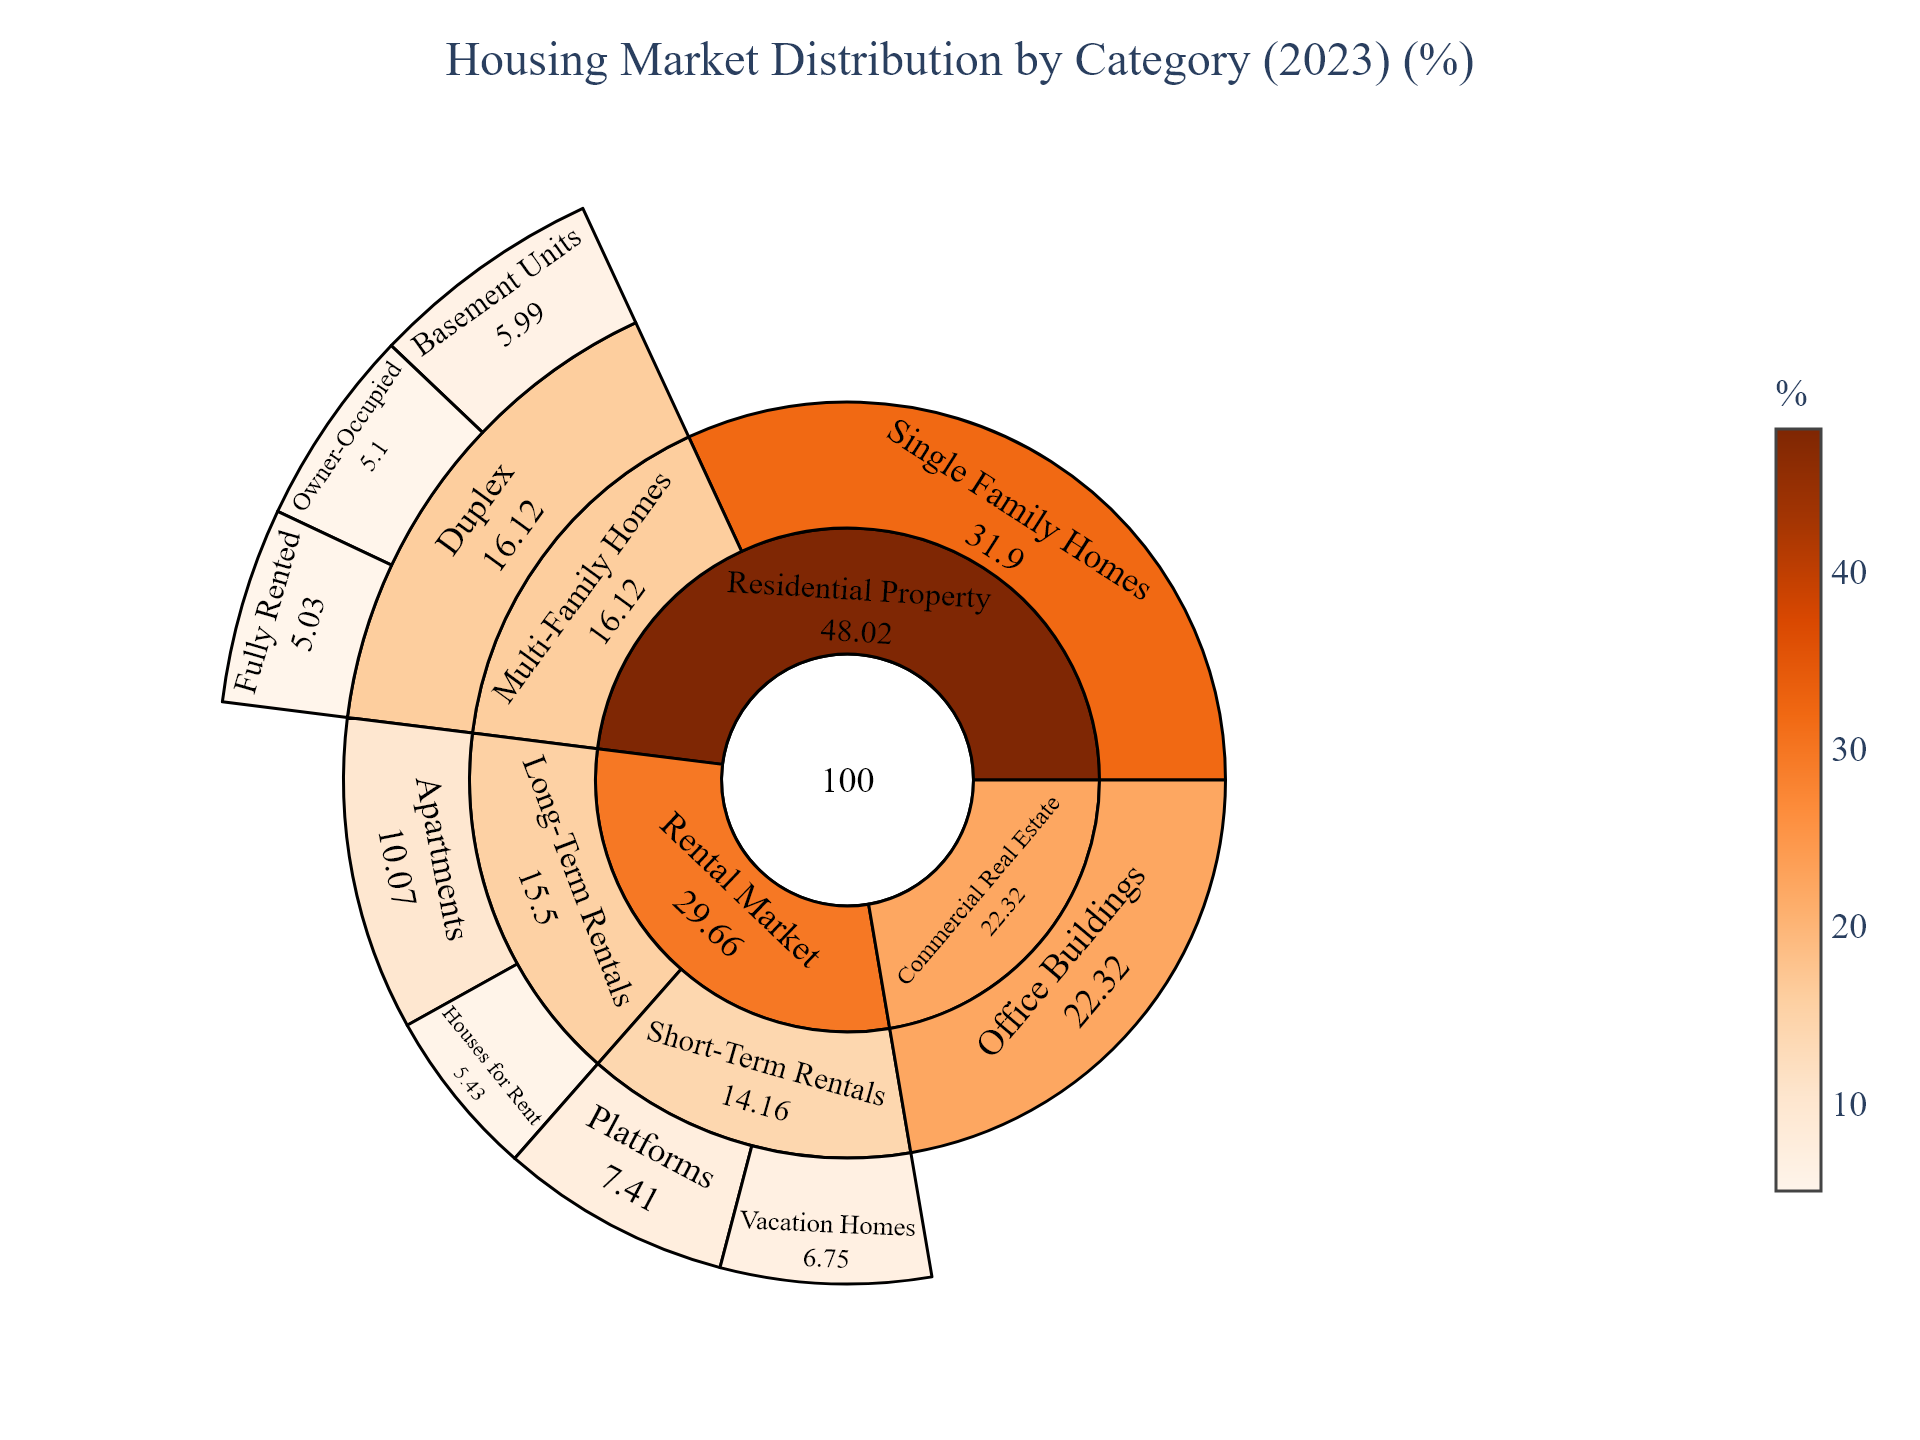 Housing Market Distribution by Category (2023) (%)
Basement Units
5.99
Owner-Occupied
5.1
Fully Rented
5.03
Duplex
16.12
Multi-Family Homes
16.12
Single Family Homes
31.9
Residential Property
48.02
100
Rental Market
29.66
Long-Term Rentals
15.5
Apartments
10.07
Houses for Rent
5.43
Short-Term Rentals
14.16
Platforms
7.41
Vacation Homes
6.75
Commercial Real Estate
22.32
Office Buildings
22.32
%
40
30
20
10